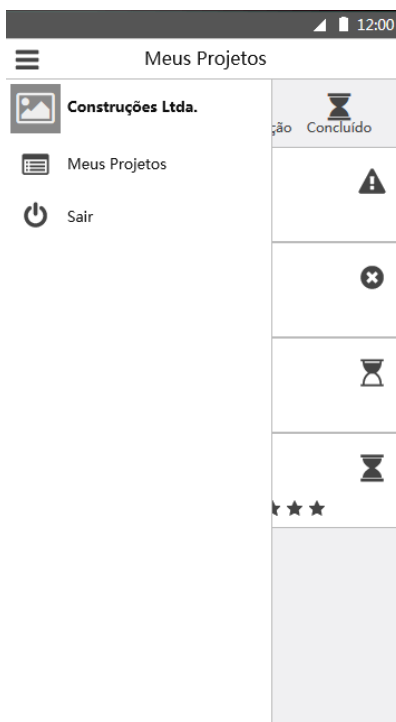 12:00
Meus Projetos
Construções Ltda.
ção Concluído
Meus Projetos
Sair